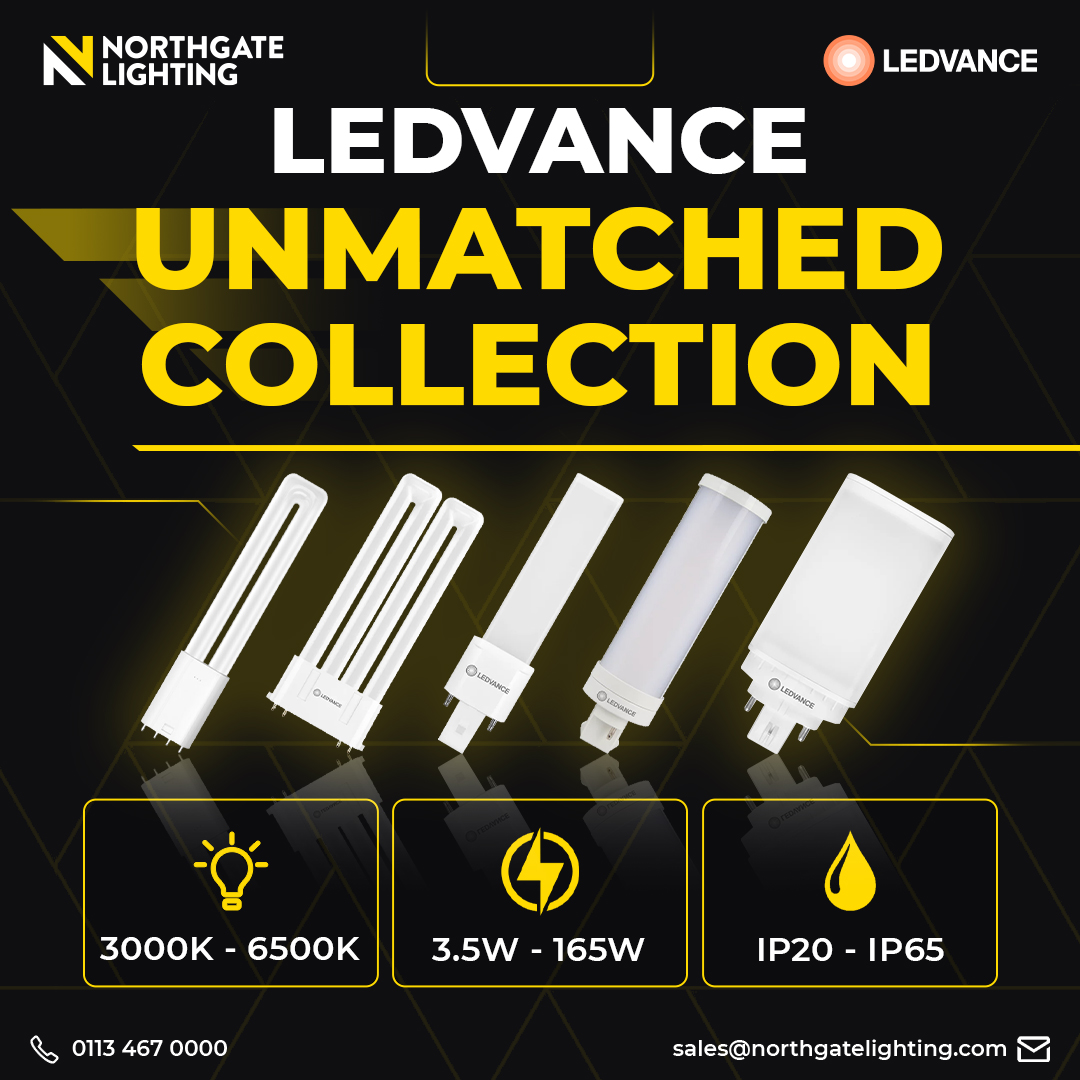 NORTHGATE
LIGHTING
LEDVANCE
LEDVANCE
UNMATCHED
COLLECTION
LEDVANCE
LEDVANCE
LEDVANCE
LEDVANCE
3000K - 6500K
3.5W - 165W
IP20 - IP65
0113 467 0000
sales@northgatelighting.com